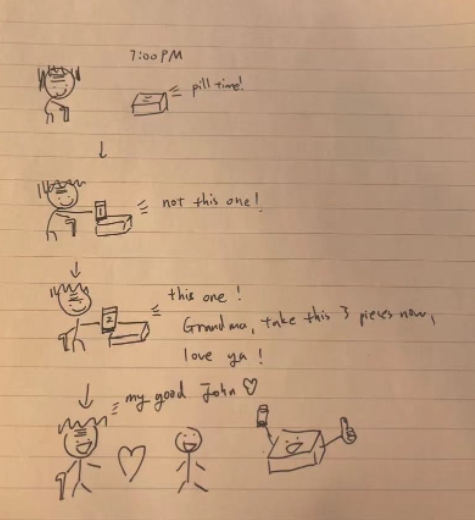 7:00 PM
pill time!
not this one!
1
this one!
2
Grandma, take this 3 pieces now,
love ya!
my good John ♡